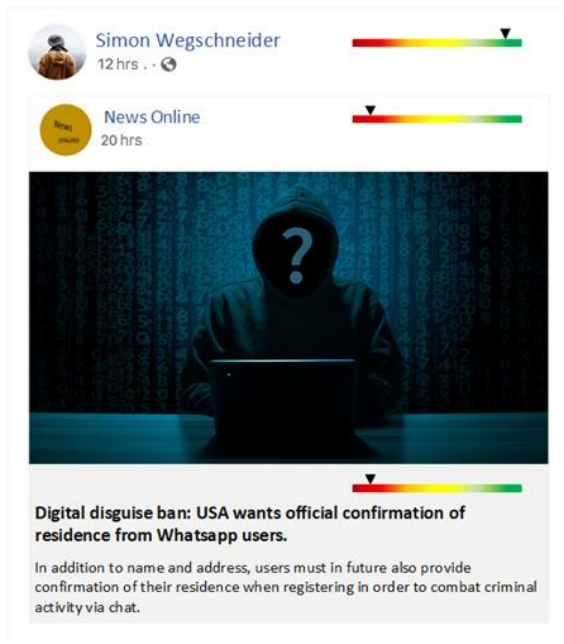 Simon Wegschneider
12 hrs . ·
News
ONLINE
News Online
20 hrs
?
Digital disguise ban: USA wants official confirmation of
residence from Whatsapp users.
In addition to name and address, users must in future also provide
confirmation of their residence when registering in order to combat criminal
activity via chat.